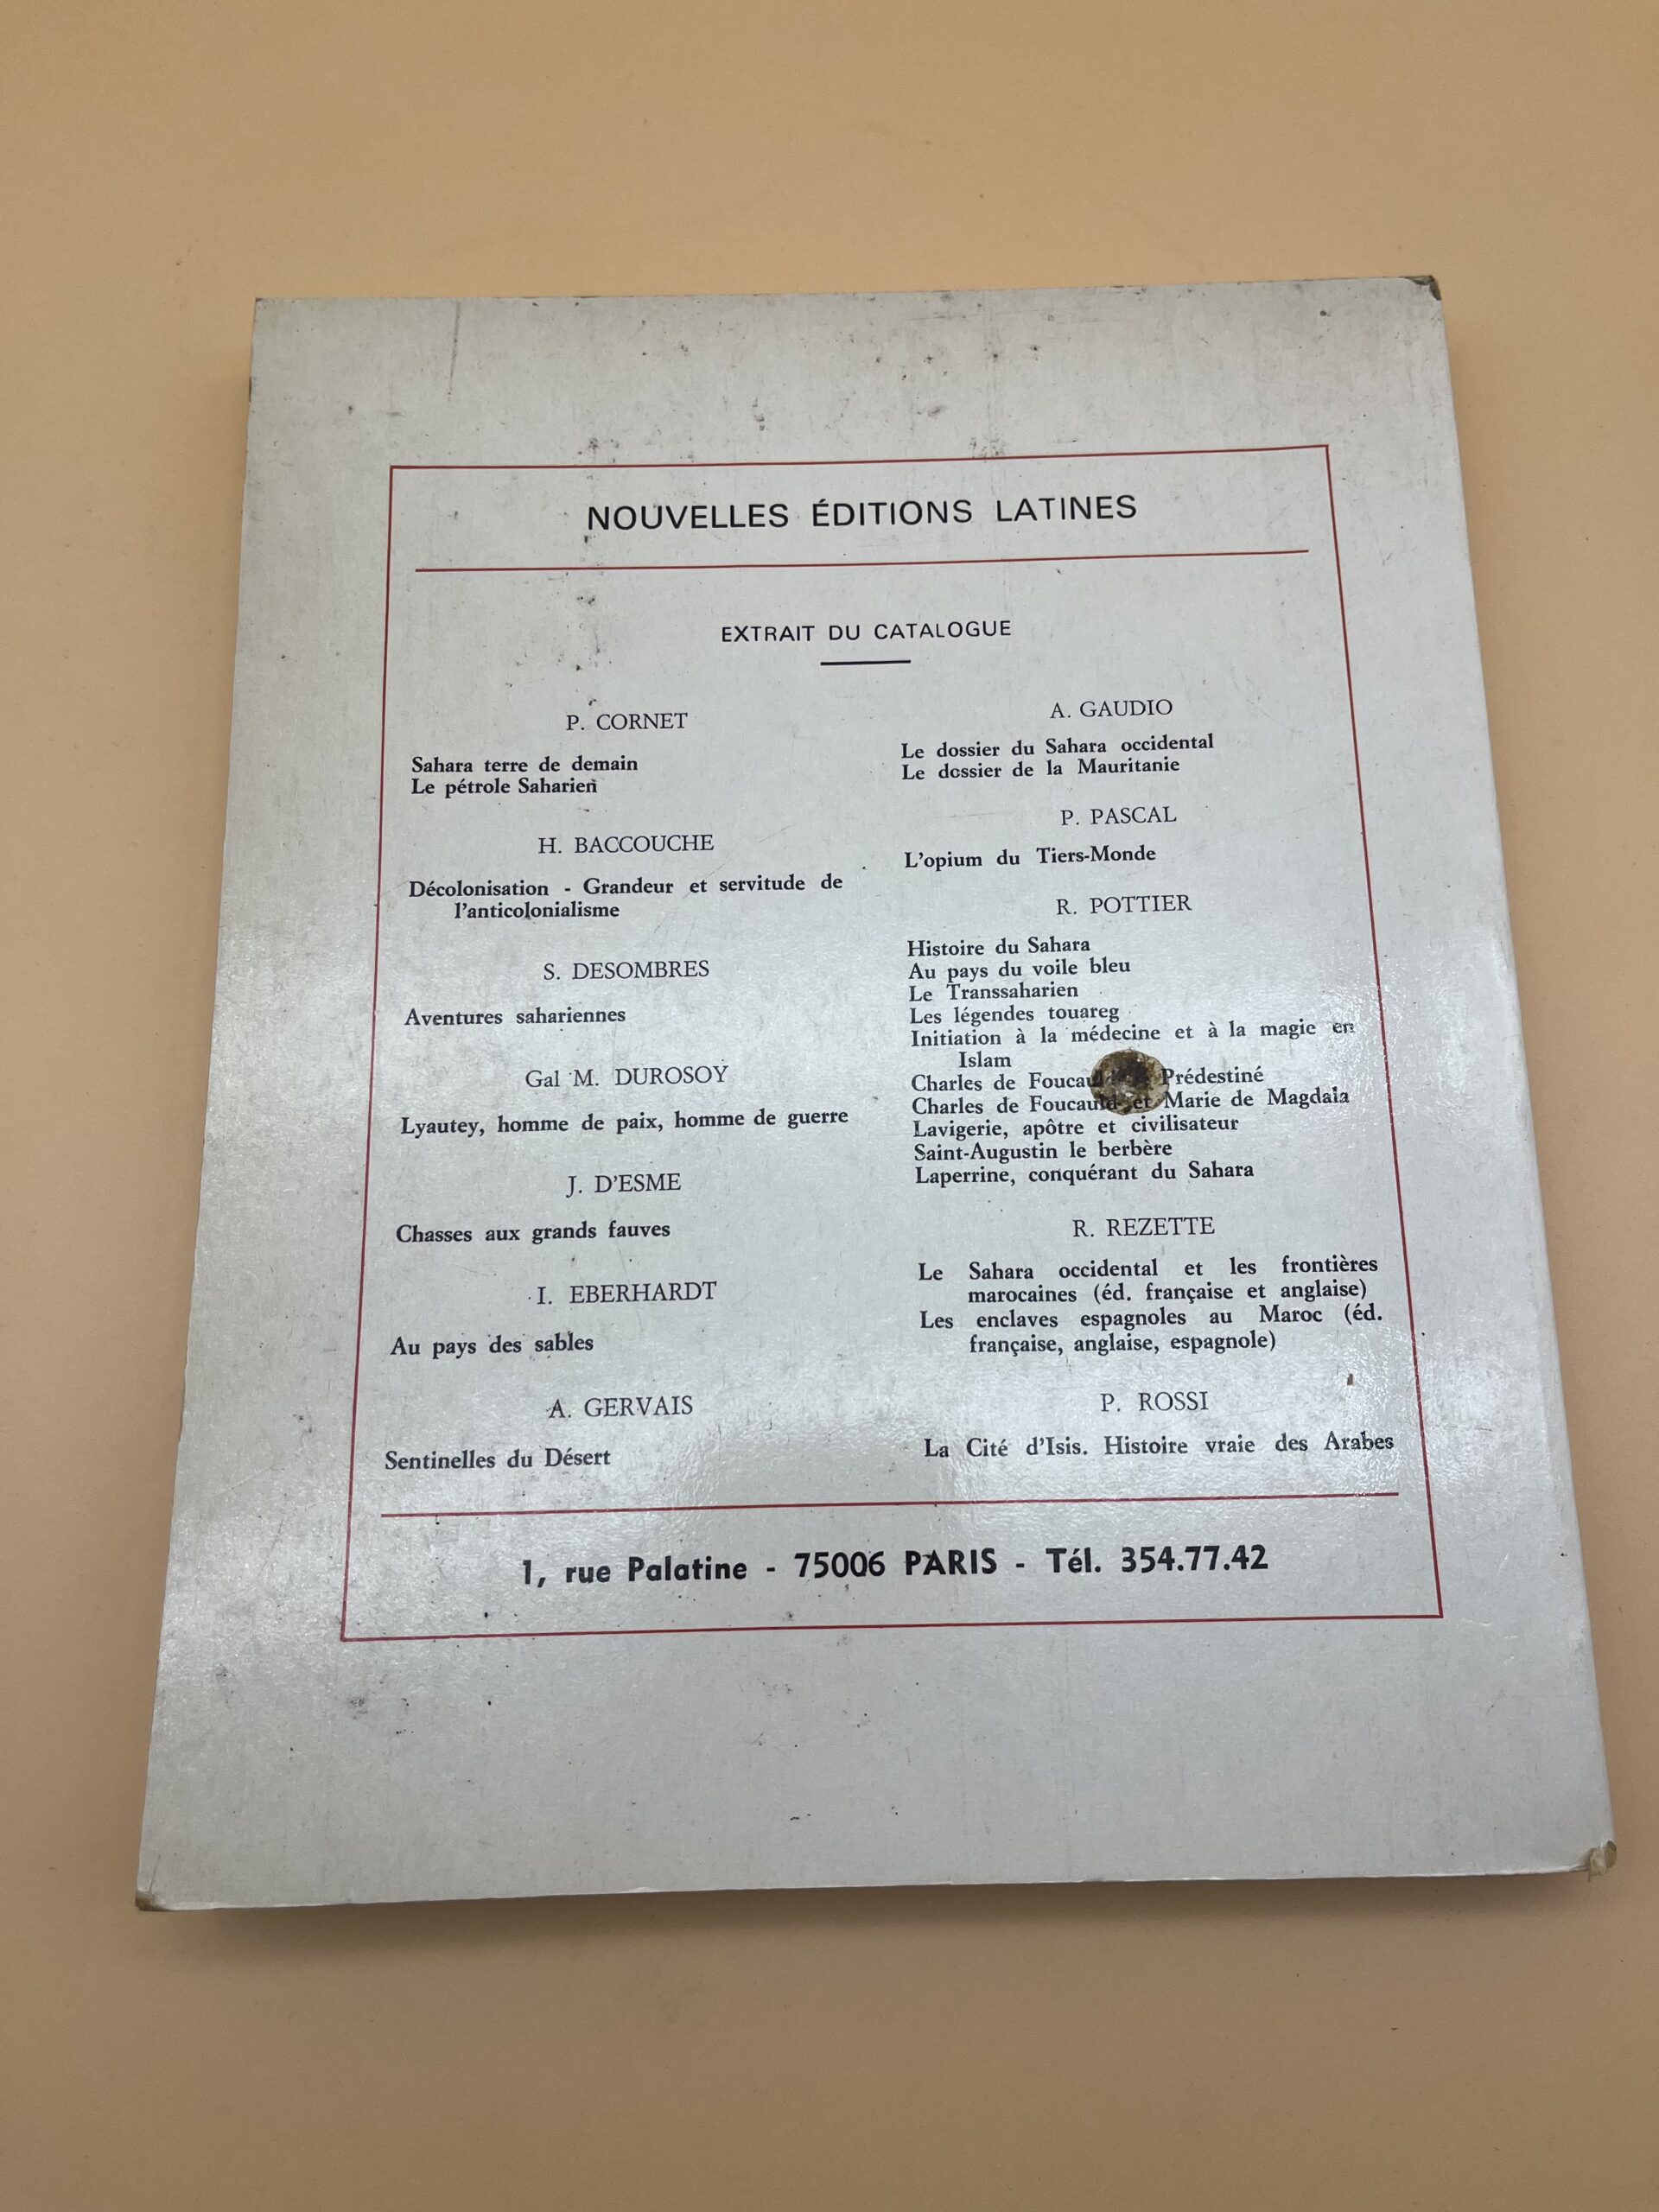 NOUVELLES ÉDITIONS LATINES
EXTRAIT DU CATALOGUE
P. CORNET
Sahara terre de demain
Le pétrole Saharien
H. BACCOUCHE
Décolonisation - Grandeur et servitude de
l'anticolonialisme
S. DESOMBRES
Aventures sahariennes
Gal M. DUROSOY
Lyautey, homme de paix, homme de guerre
J. D'ESME
Chasses aux grands fauves
I. EBERHARDT
Au pays des sables
A. GERVAIS
Sentinelles du Désert
A. GAUDIO
Le dossier du Sahara occidental
Le dossier de la Mauritanie
P. PASCAL
L'opium du Tiers-Monde
R. POTTIER
Histoire du Sahara
Au pays du voile bleu
Le Transsaharien
Les légendes touareg
Initiation à la médecine et à la magie en
Islam
Charles de Prédestiné
Charles de Foucauld et Marie de Magdala
Lavigerie, apôtre et civilisateur
Saint-Augustin le berbère
Laperrine, conquérant du Sahara
R. REZETTE
Le Sahara occidental et les frontières
marocaines (éd. française et anglaise)
Les enclaves espagnoles au Maroc (éd.
française, anglaise, espagnole)
P. ROSSI
La Cité d'Isis. Histoire vraie des Arabes
1, rue Palatine - 75006 PARIS - Tél. 354.77.42